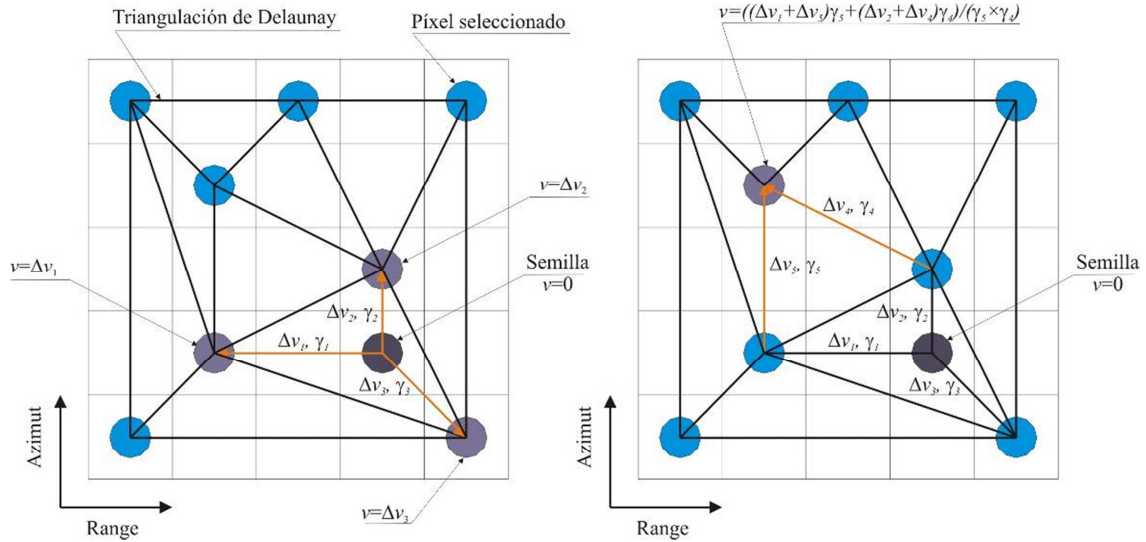 Triangulación de Delaunay
Píxel seleccionado
v=Δv₂
Semilla
v=0
v=Δv₁
Δv₂, γ₂
Δv₁, γ₁
Δv₃, γ₃
Azimut
Range
v=Δv₃
v=((Δv₁+Δv₅)γ₅+(Δv₂+Δv₄)γ₄)/(γ₅×γ₄)
Δv₄, γ₄
Δv₅, γ₅
Semilla
v=0
Δv₂, γ₂
Δv₁, γ₁
Δv₃, γ₃
Azimut
Range